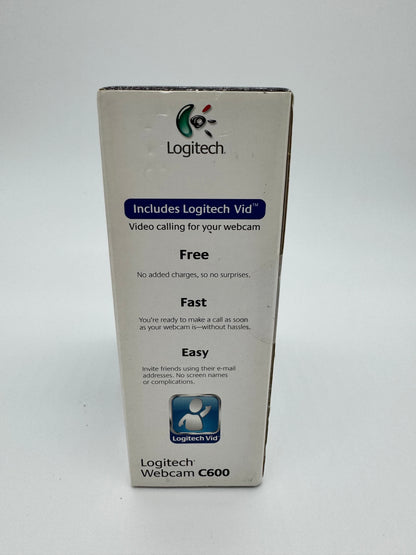 Logitech
Includes Logitech Vid™
Video calling for your webcam
Free
No added charges, so no surprises.
Fast
You're ready to make a call as soon
as your webcam is—without hassles.
Easy
Invite friends using their e-mail
addresses. No screen names
or complications.
Logitech Vid
Logitech®
Webcam C600